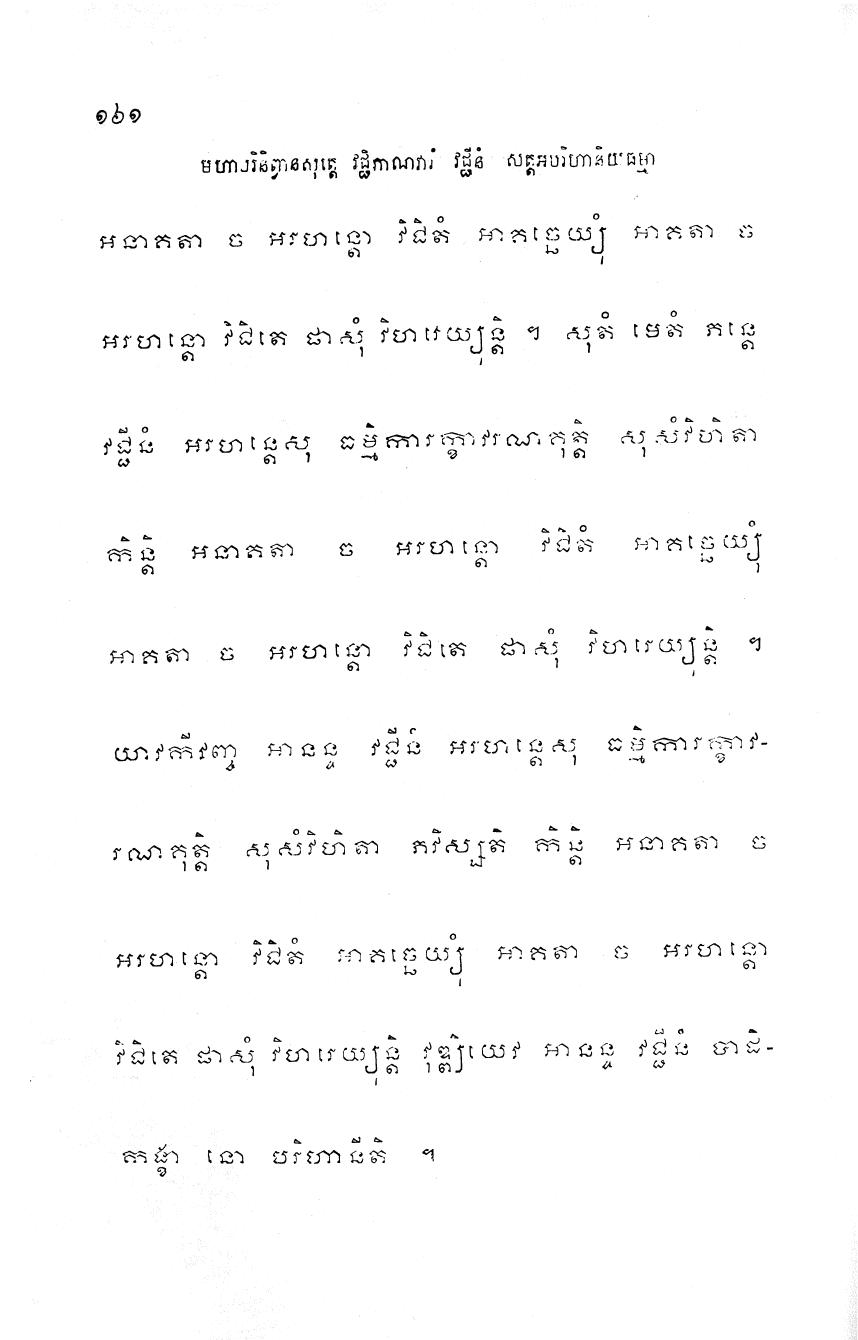 ១៦១
មហាបរិនិព្វានសុត្តេ វជ្ជិភាណវារំ វជ្ជីនំ សត្តអបរិហានិយធម្មា
អនាគតា ច អរហន្តោ វិជិតំ អាគច្ឆេយ្យុំ អាគតា ច
អរហន្តោ វិជិតេ ផាសុំ វិហរេយ្យុន្តិ ។ សុតំ មេតំ ភន្តេ
វជ្ជីនំ អរហន្តេសុ ធម្មិការក្ខាវរណគុត្តិ សុសំវិហិតា
កិន្តិ អនាគតា ច អរហន្តោ វិជិតំ អាគច្ឆេយ្យុំ
អាគតា ច អរហន្តោ វិជិតេ ផាសុំ វិហរេយ្យុន្តិ ។
យាវកីវញ្ច អានន្ទ វជ្ជីនំ អរហន្តេសុ ធម្មិការក្ខាវ-
រណគុត្តិ សុសំវិហិតា ភវិស្សតិ កិន្តិ អនាគតា ច
អរហន្តោ វិជិតំ អាគច្ឆេយ្យុំ អាគតា ច អរហន្តោ
វិជិតេ ផាសុំ វិហរេយ្យុន្តិ វុឌ្ឍិយេវ អានន្ទ វជ្ជីនំ បាដិ-
កង្ខា នោ បរិហានីតិ ។